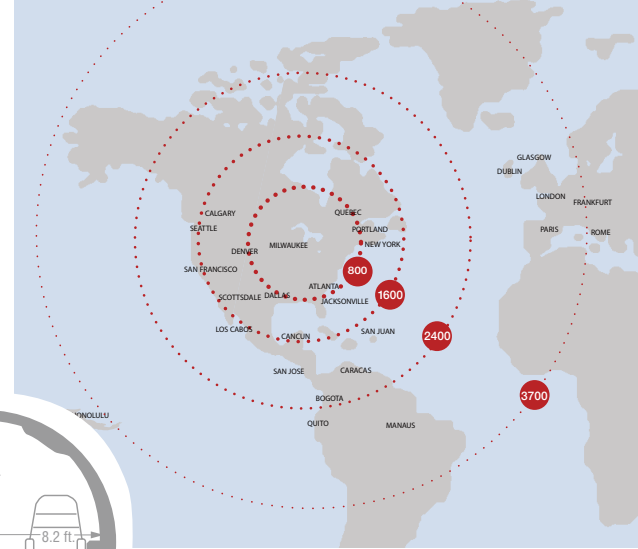 GLASGOW
DUBLIN
LONDON
FRANKFURT
CALGARY
QUEBEC
SEATTLE
PORTLAND
PARIS
ROME
DENVER
MILWAUKEE
NEW YORK
SAN FRANCISCO
800
ATLANTA
SCOTTSDALE
DALLAS
JACKSONVILLE
1600
LOS CABOS
CANCUN
SAN JUAN
2400
SAN JOSE
CARACAS
BOGOTA
3700
QUITO
MANAUS
8.2 ft.